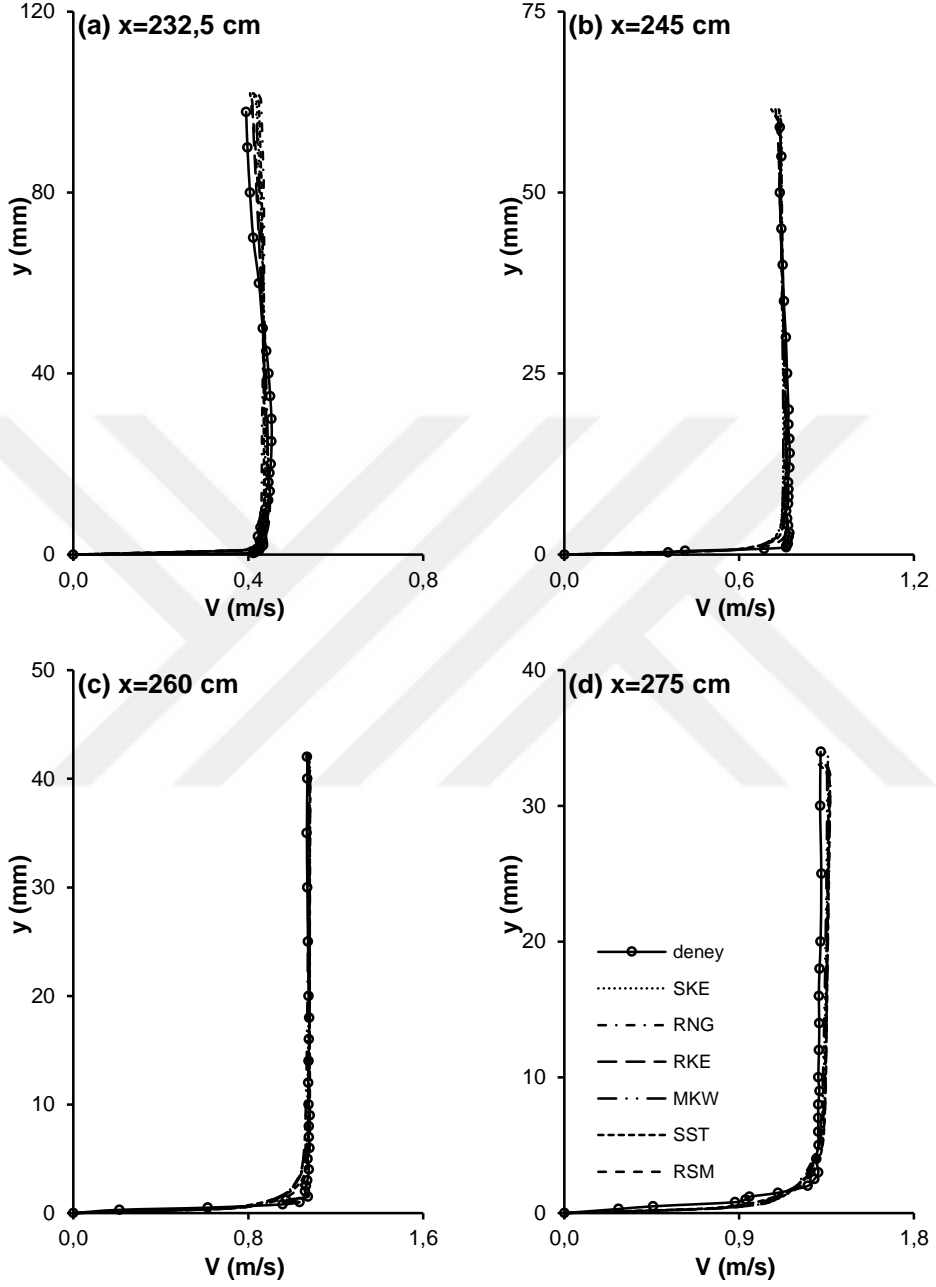 (a) x=232,5 cm
y (mm)
120
80
40
0
0,0
0,4
0,8
V (m/s)
(b) x=245 cm
y (mm)
75
50
25
0
0,0
0,6
1,2
V (m/s)
(c) x=260 cm
y (mm)
50
40
30
20
10
0
0,0
0,8
1,6
V (m/s)
(d) x=275 cm
y (mm)
40
30
20
10
0
deney
SKE
RNG
RKE
MKW
SST
RSM
0,0
0,9
1,8
V (m/s)